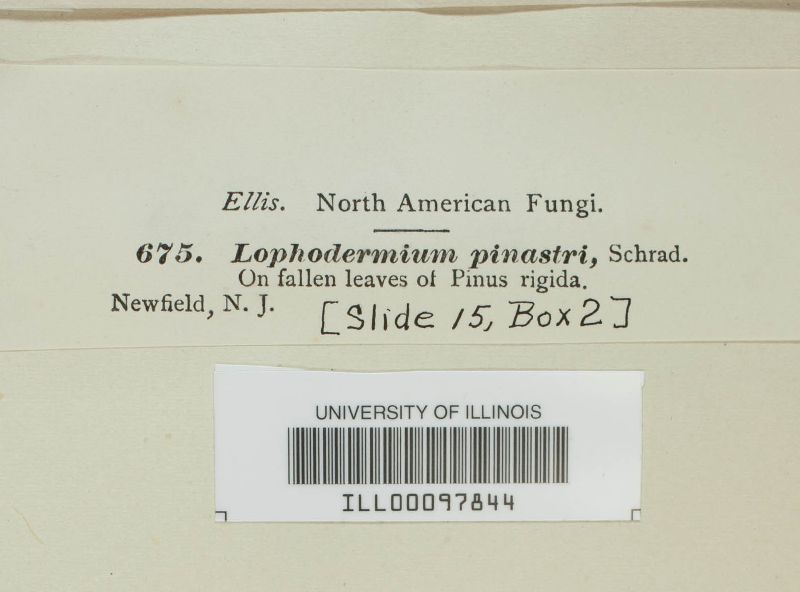 Ellis. North American Fungi.
675. Lophodermium pinastri, Schrad.
On fallen leaves of Pinus rigida.
Newfield, N. J. [Slide 15, Box 2]
UNIVERSITY OF ILLINOIS
ILL00097844